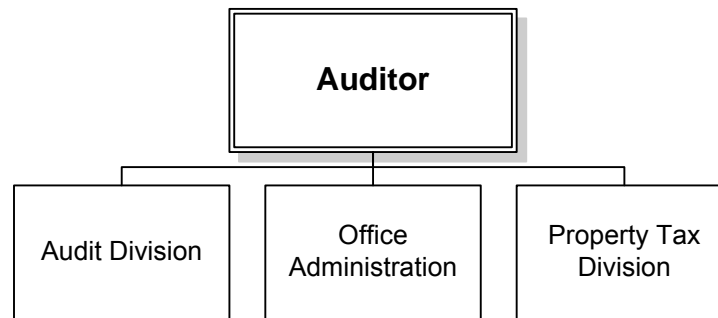 Auditor
Audit Division
Office
Administration
Property Tax
Division